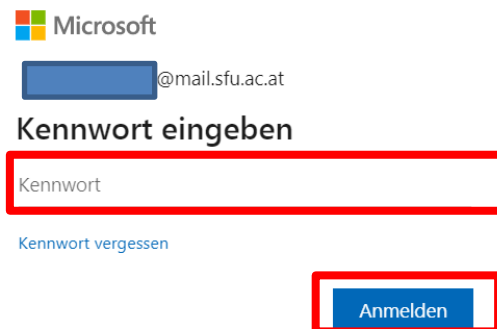 Microsoft
@mail.sfu.ac.at
Kennwort eingeben
Kennwort
Kennwort vergessen
Anmelden